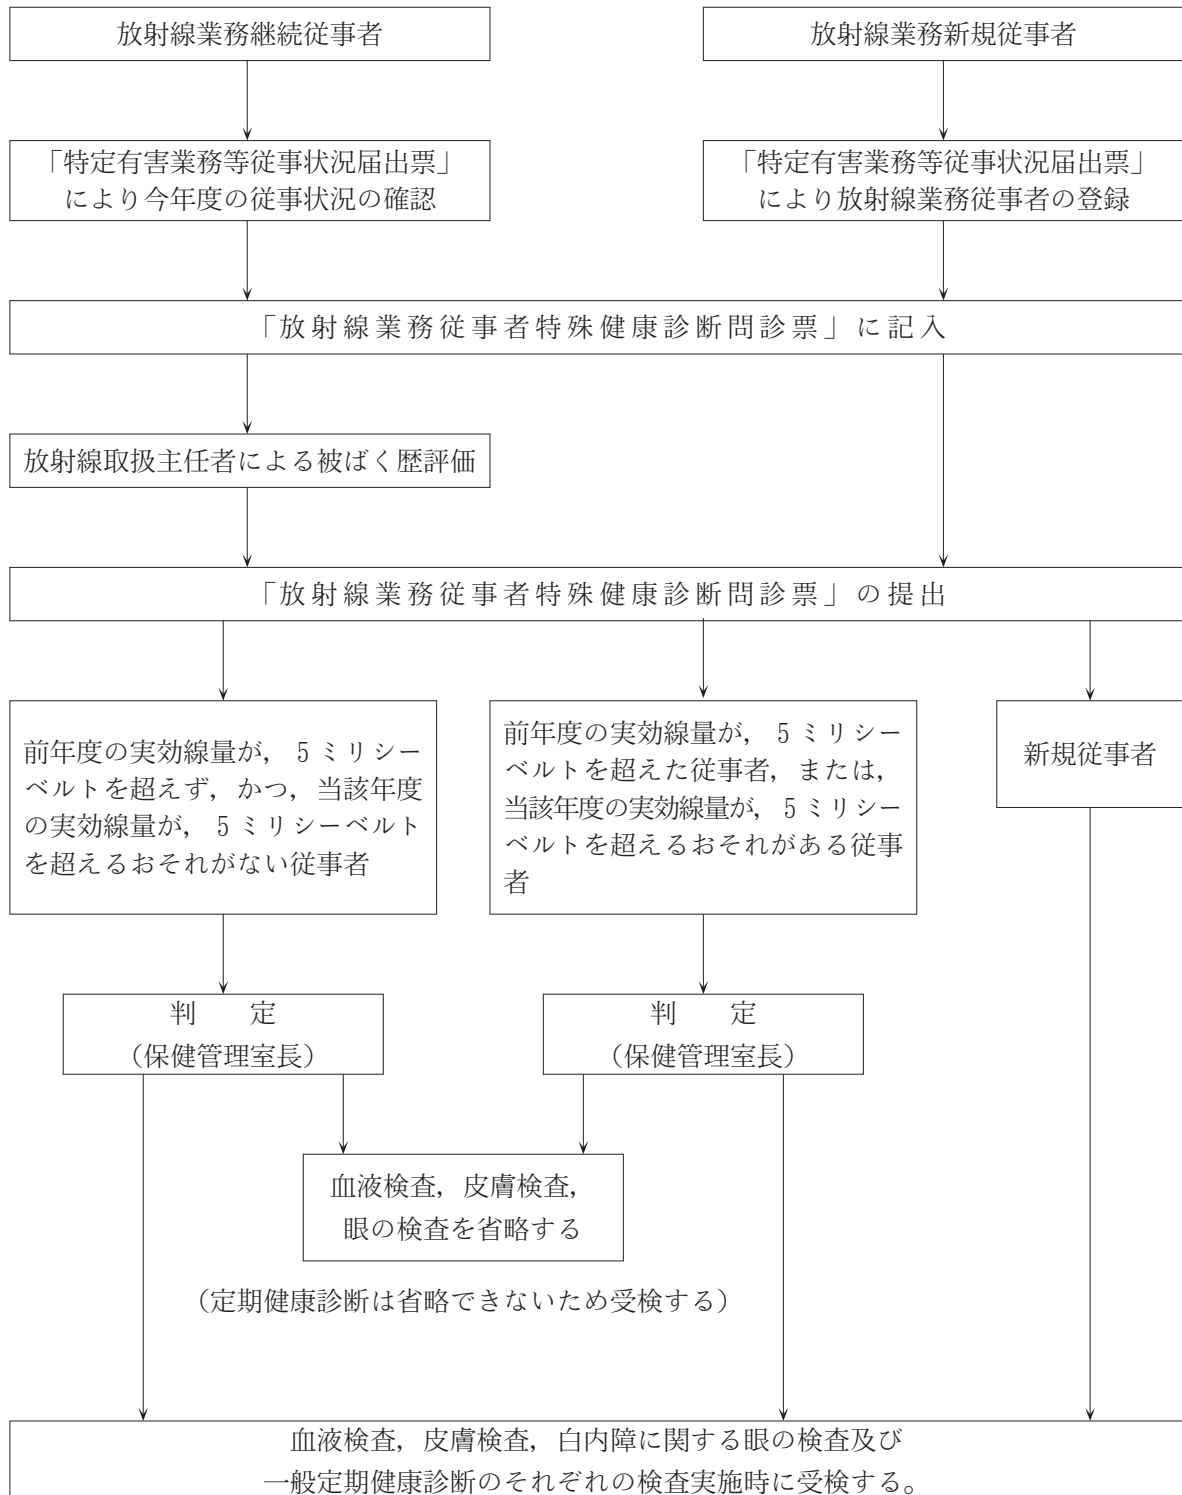 放射線業務継続従事者
放射線業務新規従事者
「特定有害業務等従事状況届出票」
により今年度の従事状況の確認
「特定有害業務等従事状況届出票」
により放射線業務従事者の登録
「放射線業務従事者特殊健康診断問診票」に記入
放射線取扱主任者による被ばく歴評価
「放射線業務従事者特殊健康診断問診票」の提出
前年度の実効線量が，5ミリシー
ベルトを超えず，かつ，当該年度
の実効線量が，5ミリシーベルト
を超えるおそれがない従事者
前年度の実効線量が，5ミリシー
ベルトを超えた従事者，または，
当該年度の実効線量が，5ミリシー
ベルトを超えるおそれがある従事
者
新規従事者
判　　定
（保健管理室長）
判　　定
（保健管理室長）
血液検査，皮膚検査，
眼の検査を省略する
（定期健康診断は省略できないため受検する）
血液検査，皮膚検査，白内障に関する眼の検査及び
一般定期健康診断のそれぞれの検査実施時に受検する。